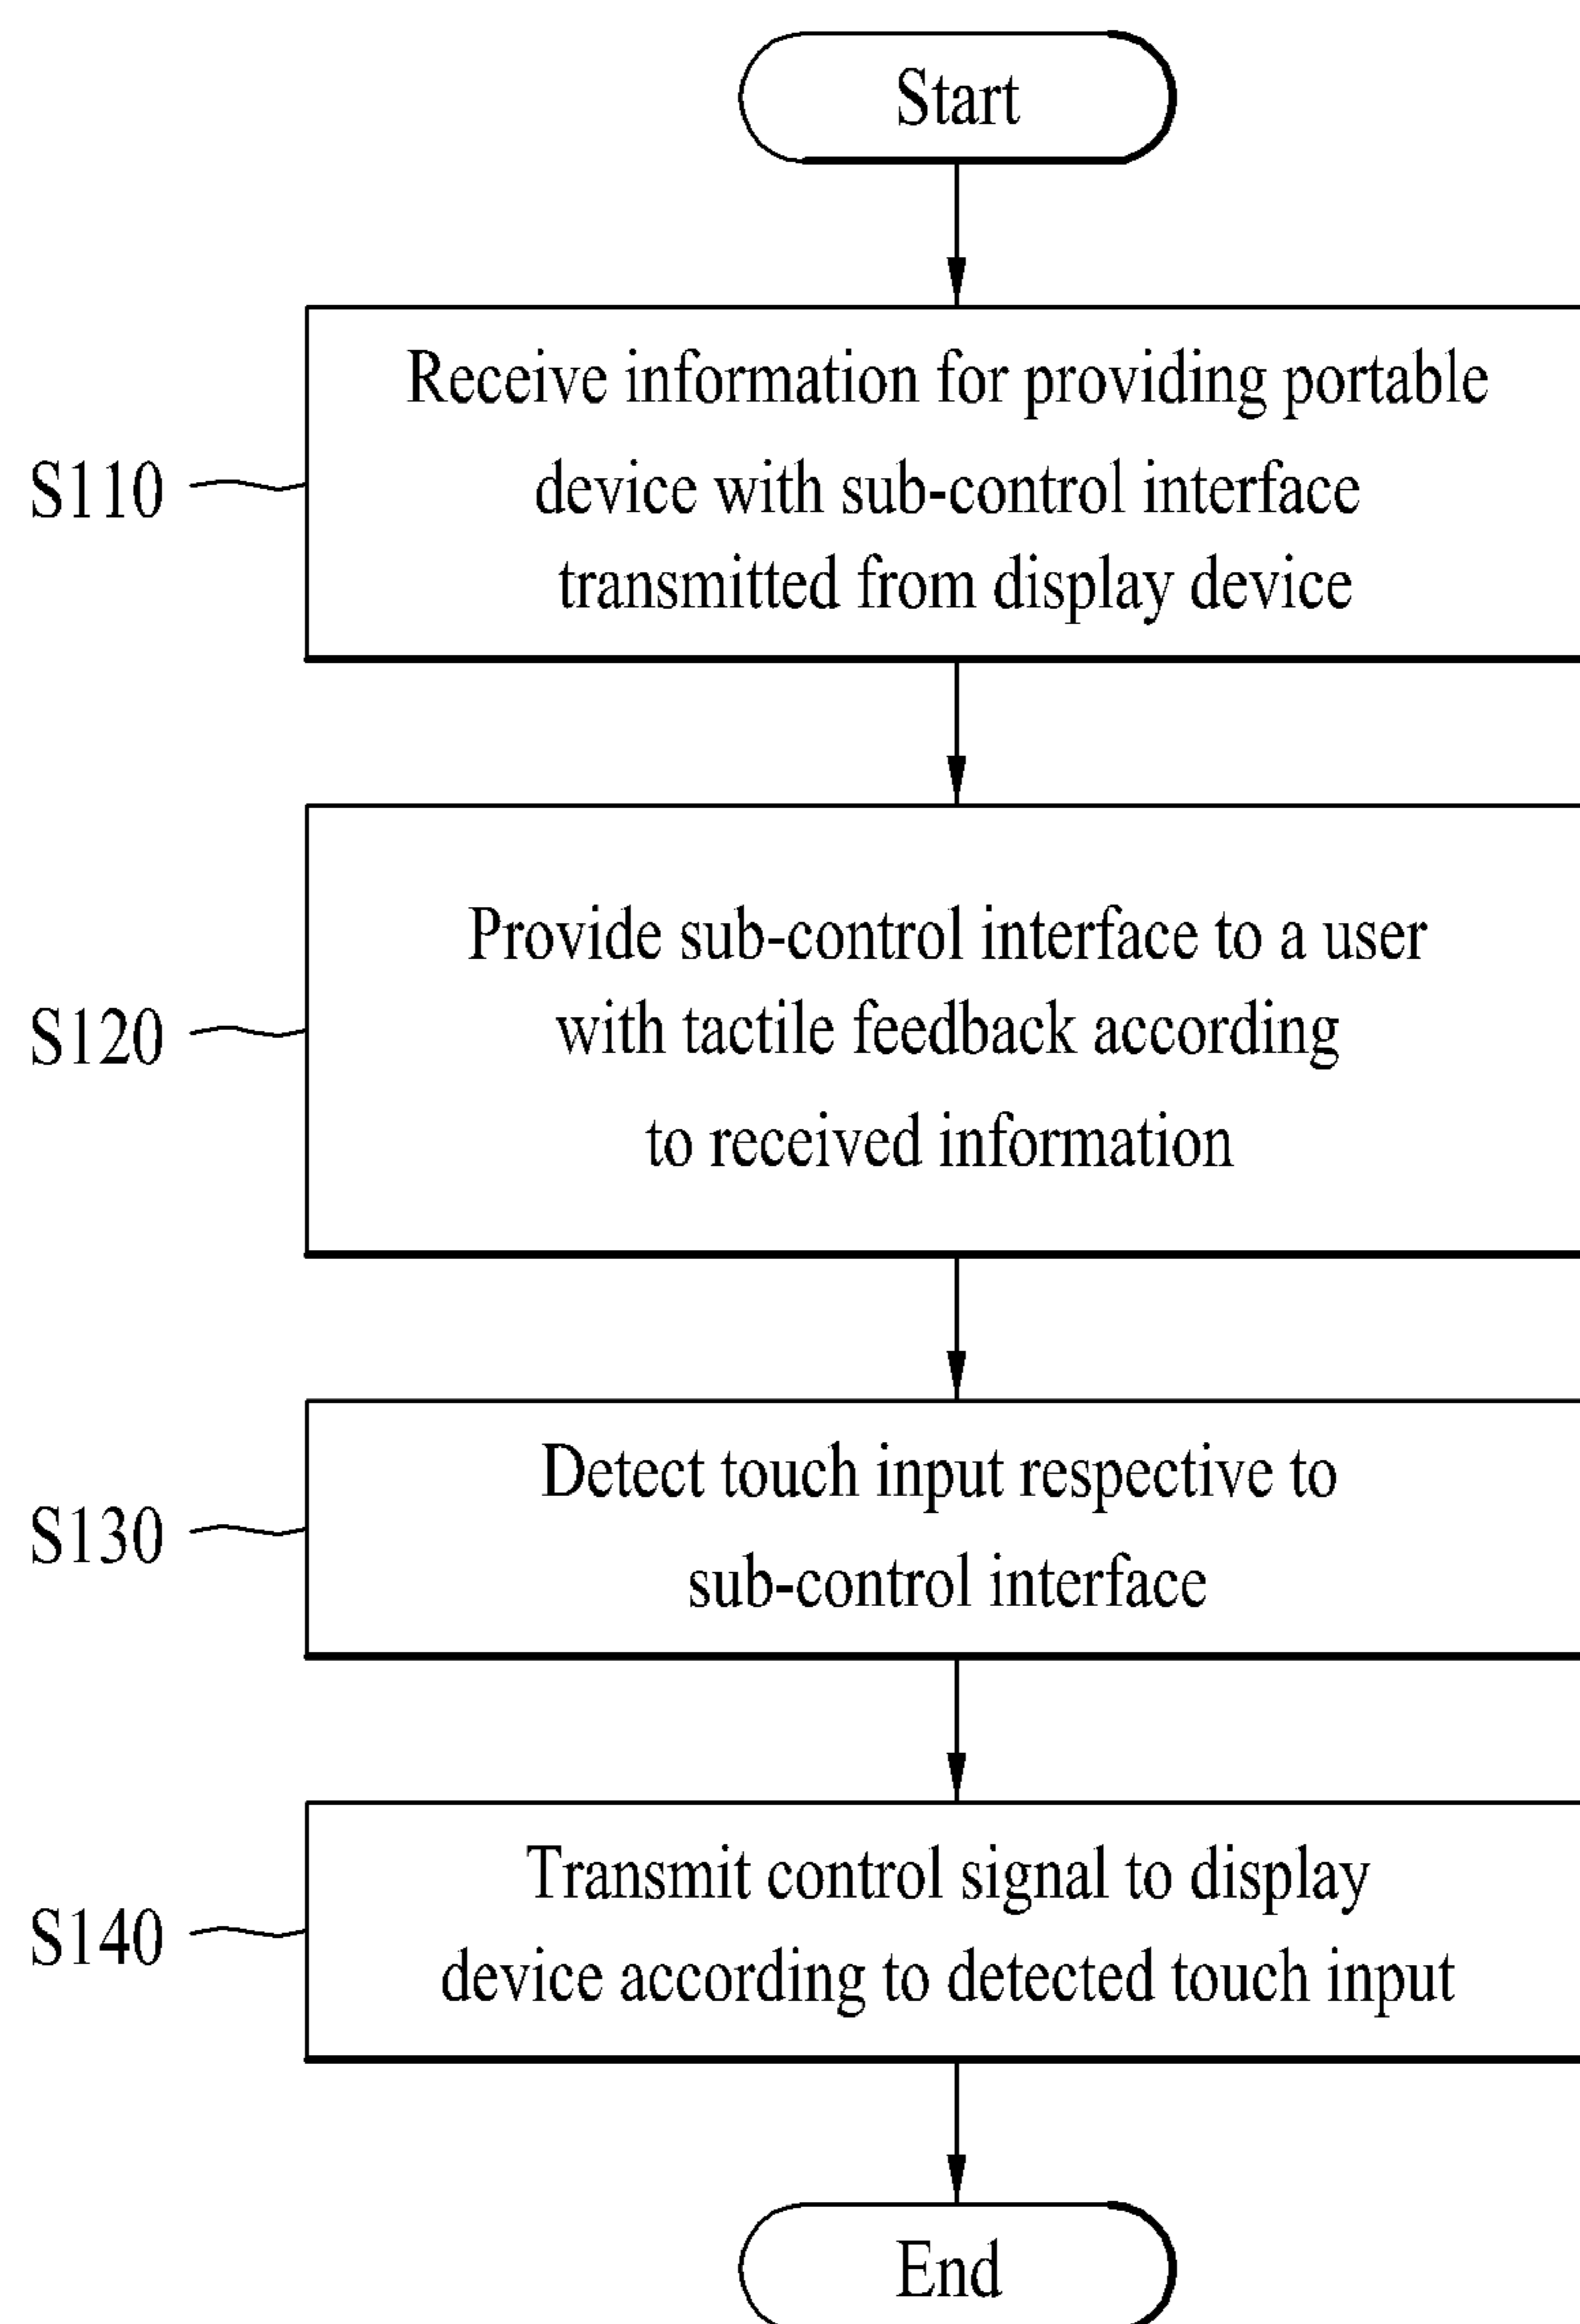 Start
Receive information for providing portable
device with sub-control interface
transmitted from display device
S110
Provide sub-control interface to a user
with tactile feedback according
to received information
S120
Detect touch input respective to
sub-control interface
S130
Transmit control signal to display
device according to detected touch input
S140
End